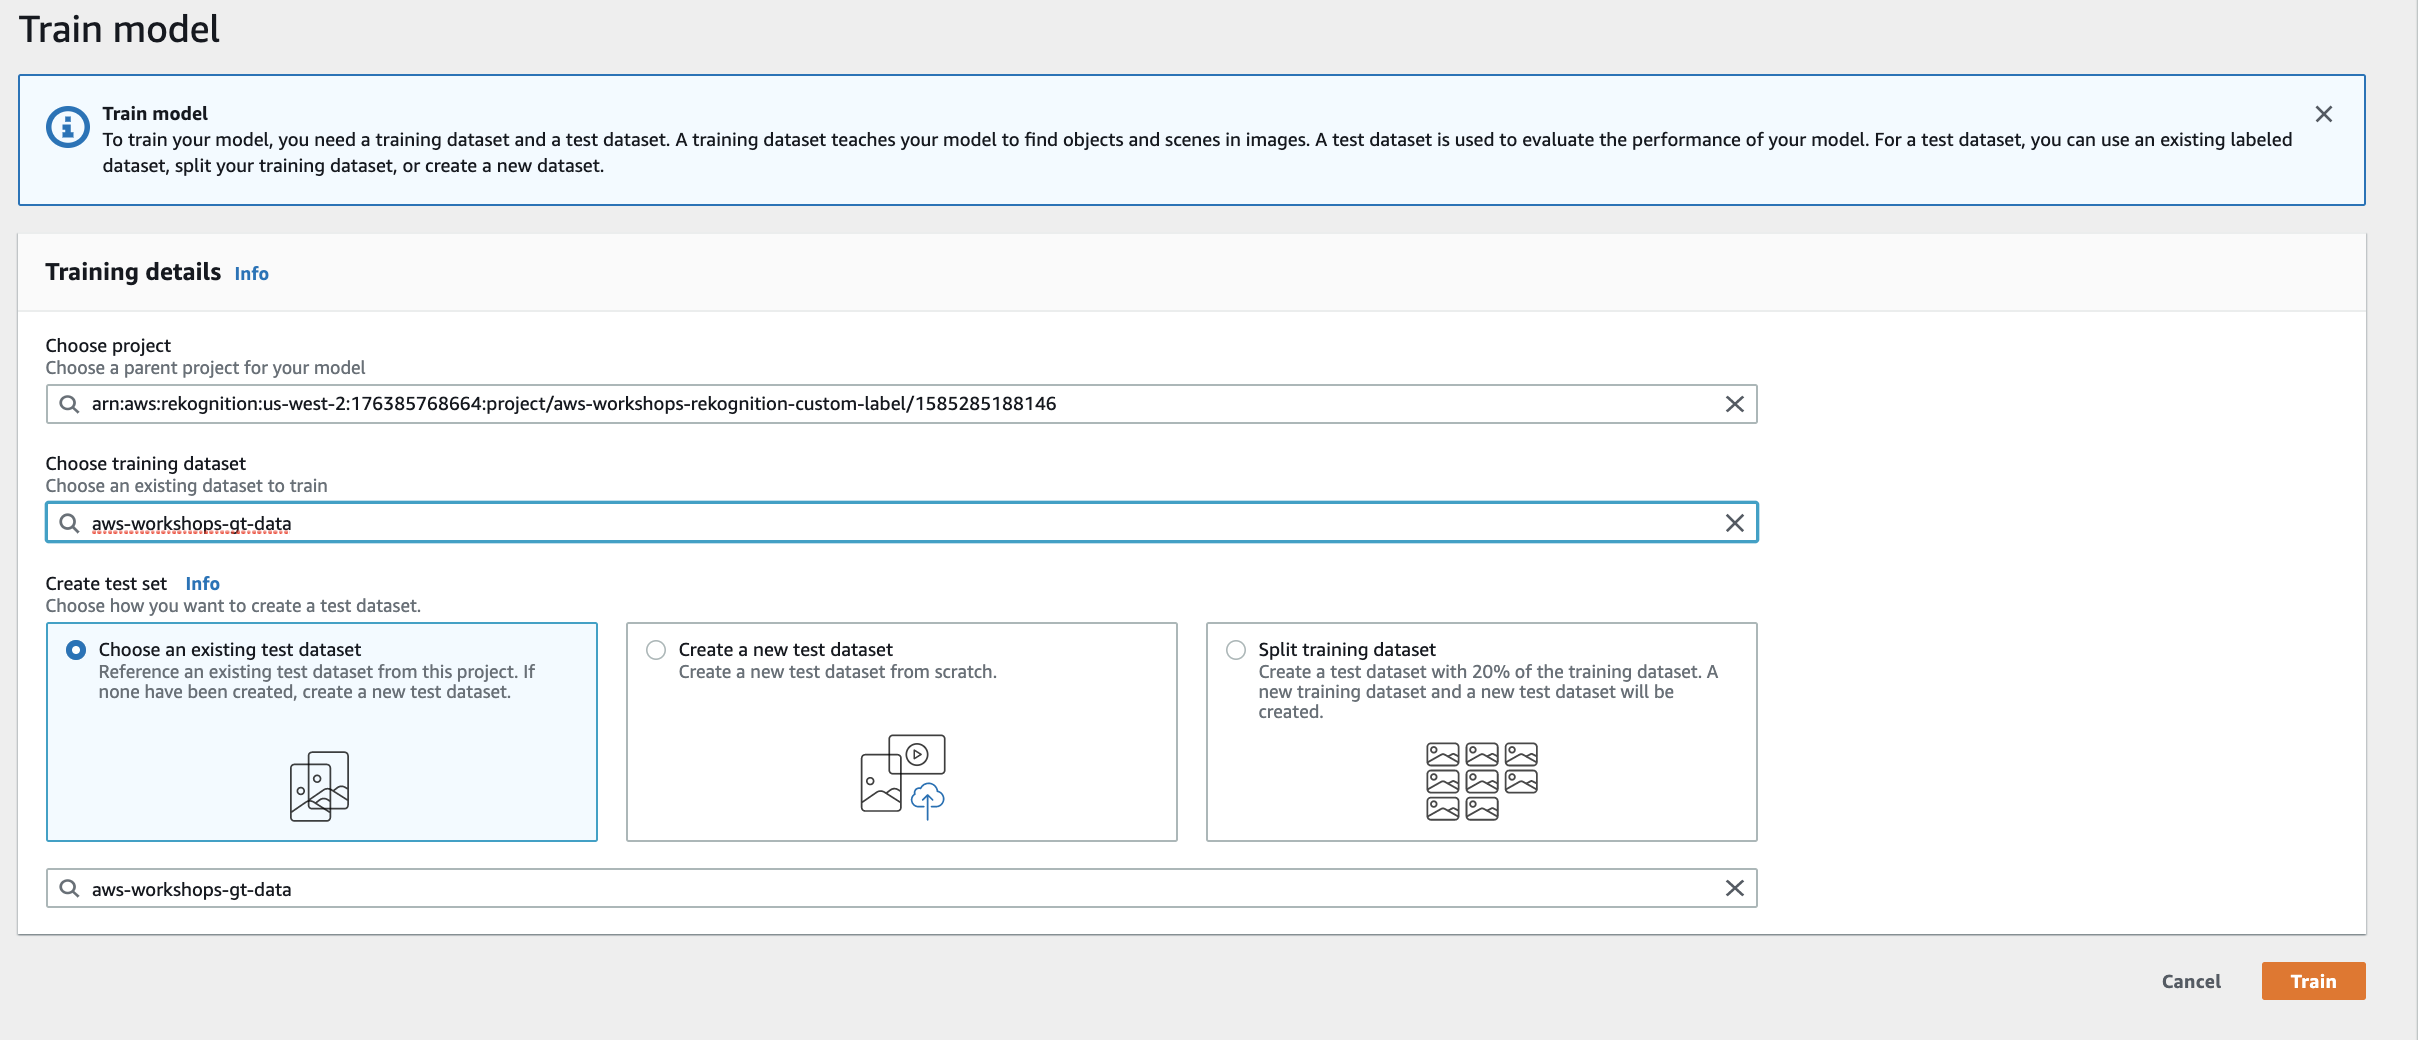 Train model
Train model
To train your model, you need a training dataset and a test dataset. A training dataset teaches your model to find objects and scenes in images. A test dataset is used to evaluate the performance of your model. For a test dataset, you can use an existing labeled
dataset, split your training dataset, or create a new dataset.
Training details Info
Choose project
Choose a parent project for your model
arn:aws:rekognition:us-west-2:176385768664:project/aws-workshops-rekognition-custom-label/1585285188146
Choose training dataset
Choose an existing dataset to train
aws-workshops-gt-data
Create test set Info
Choose how you want to create a test dataset.
Choose an existing test dataset
Reference an existing test dataset from this project. If
none have been created, create a new test dataset.
Create a new test dataset
Create a new test dataset from scratch.
Split training dataset
Create a test dataset with 20% of the training dataset. A
new training dataset and a new test dataset will be
created.
aws-workshops-gt-data
Cancel Train